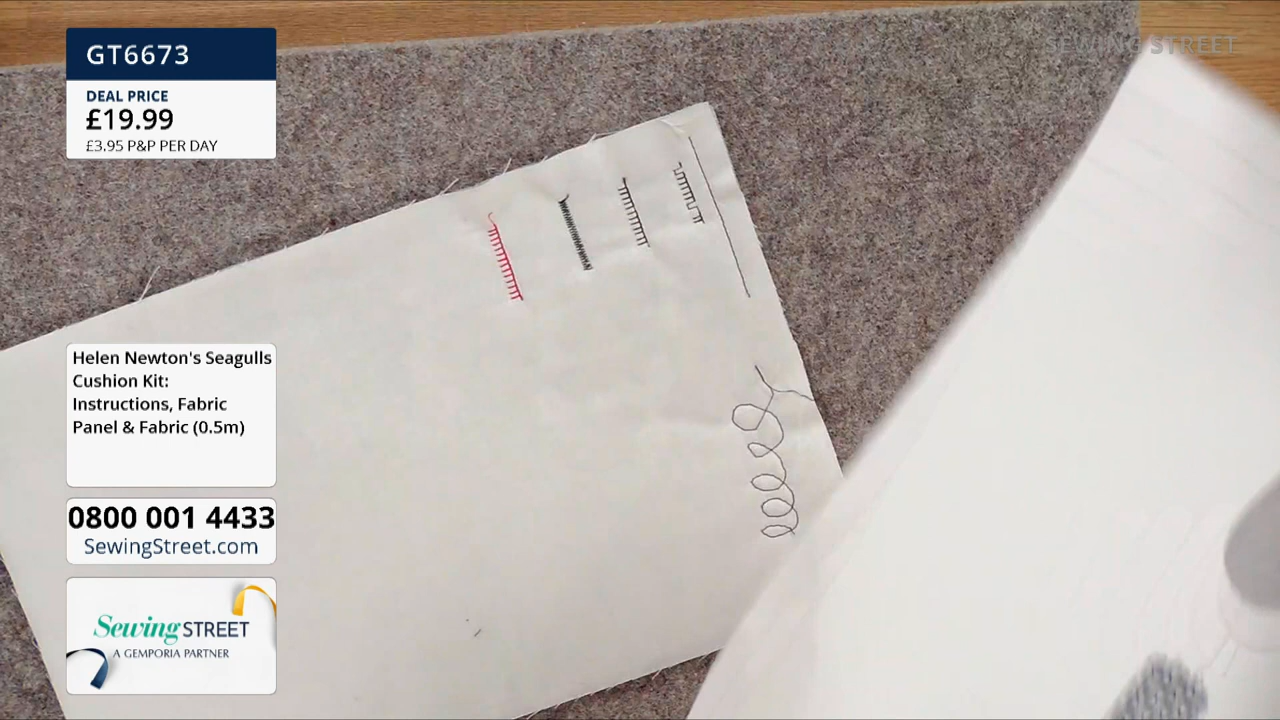 GT6673
SEWING STREET
DEAL PRICE
£19.99
£3.95 P&P PER DAY
Helen Newton's Seagulls
Cushion Kit:
Instructions, Fabric
Panel & Fabric (0.5m)
0800 001 4433
SewingStreet.com
Sewing STREET
A GEMPORIA PARTNER